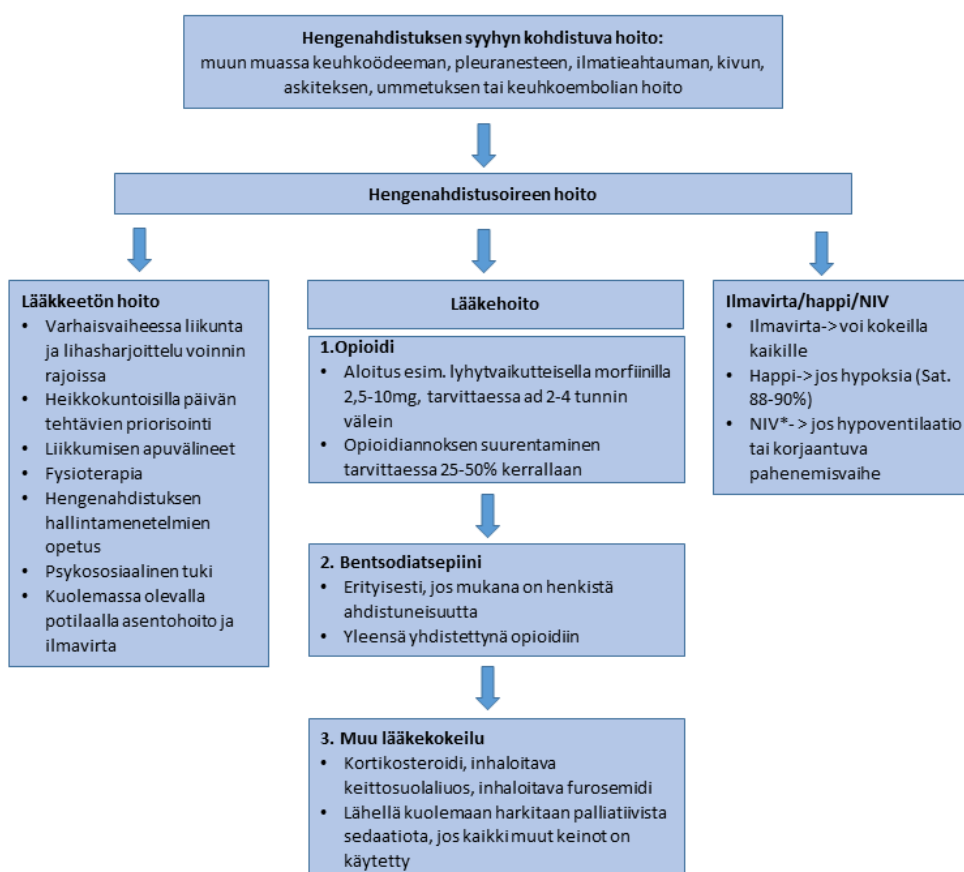 Hengenahdistuksen syyhyn kohdistuva hoito:
muun muassa keuhkoödeeman, pleuranesteen, ilmatieahtauman, kivun,
askiteksen, ummetuksen tai keuhkoembolian hoito
Hengenahdistusoireen hoito
Lääkkeetön hoito
• Varhaisvaiheessa liikunta
ja lihasharjoittelu voinnin
rajoissa
• Heikkokuntoisilla päivän
tehtävien priorisointi
• Liikkumisen apuvälineet
• Fysioterapia
• Hengenahdistuksen
hallintamenetelmien
opetus
• Psykososiaalinen tuki
• Kuolemassa olevalla
potilaalla asentohoito ja
ilmavirta
Lääkehoito
1.Opioidi
• Aloitus esim. lyhytvaikutteisella morfiinilla
2,5-10mg, tarvittaessa ad 2-4 tunnin
välein
• Opioidiannoksen suurentaminen
tarvittaessa 25-50% kerrallaan
2. Bentsodiatsepiini
• Erityisesti, jos mukana on henkistä
ahdistuneisuutta
• Yleensä yhdistettynä opioidiin
3. Muu lääkekokeilu
• Kortikosteroidi, inhaloitava
keittosuolaliuos, inhaloitava furosemidi
• Lähellä kuolemaan harkitaan palliatiivista
sedaatiota, jos kaikki muut keinot on
käytetty
Ilmavirta/happi/NIV
• Ilmavirta-> voi kokeilla
kaikille
• Happi-> jos hypoksia (Sat.
88-90%)
• NIV*-> jos hypoventilaatio
tai korjaantuva
pahenemisvaihe